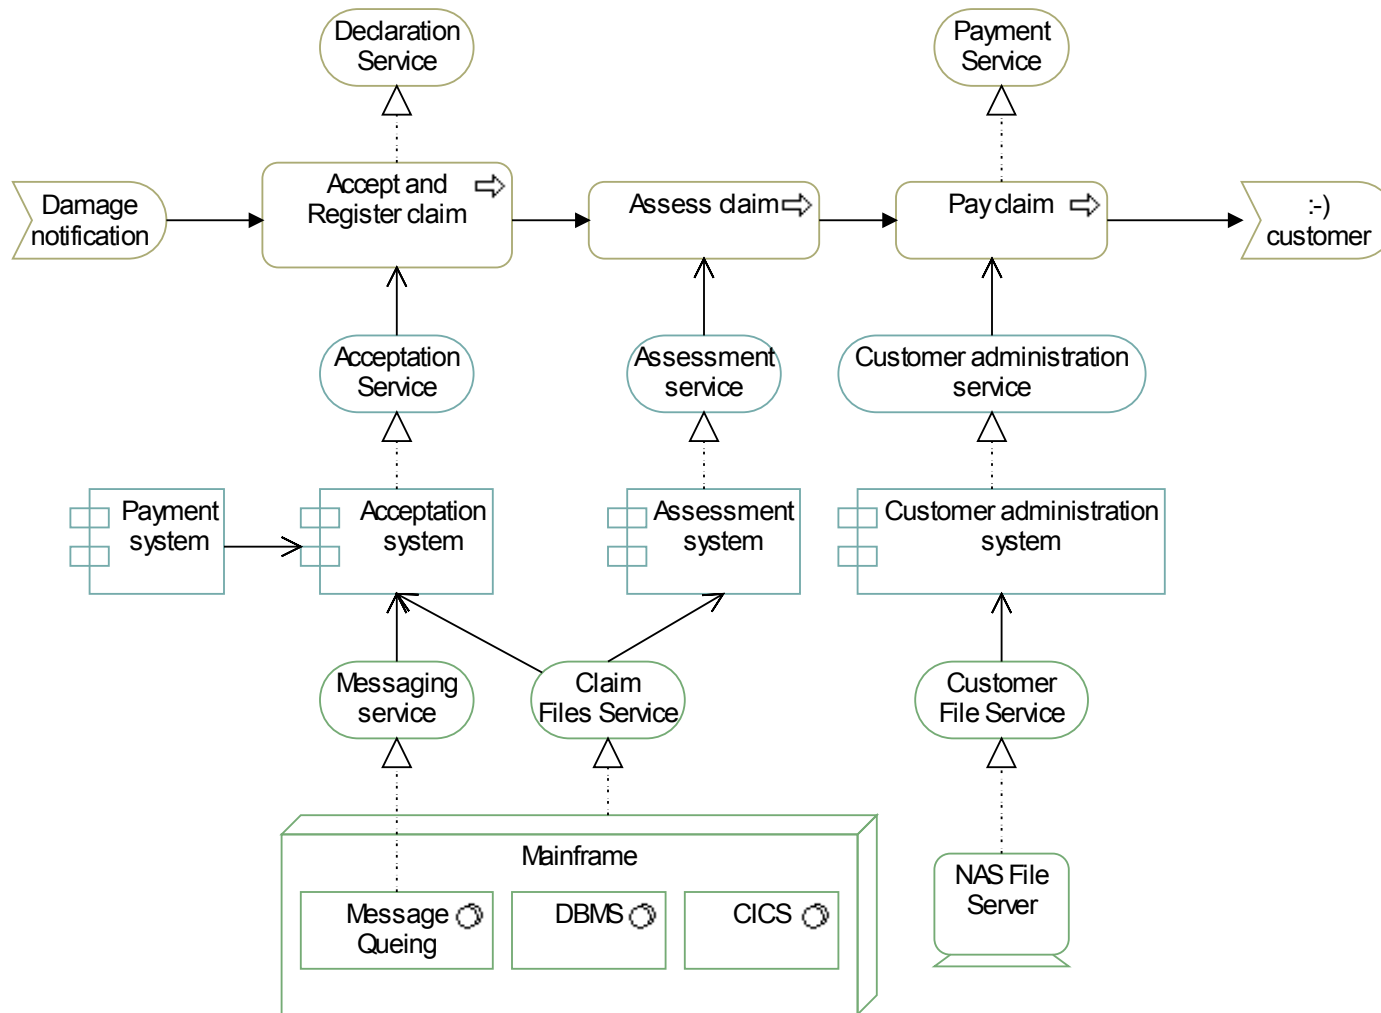 Declaration
Service
Payment
Service
Damage
notification
Accept and
Register claim
Assess claim
Pay claim
:-)
customer
Acceptation
Service
Assessment
service
Customer administration
service
Payment
system
Acceptation
system
Assessment
system
Customer administration
system
Messaging
service
Claim
Files Service
Customer
File Service
Mainframe
Message
Queing
DBMS
CICS
NAS File
Server